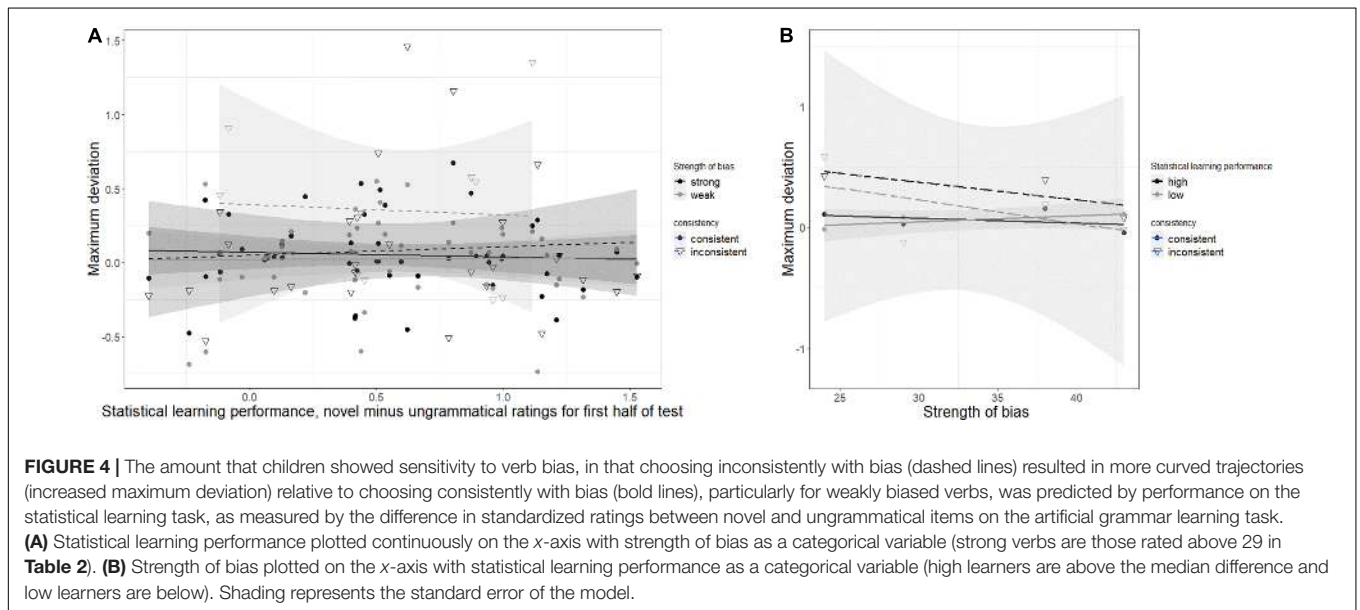 A
1.5
1.0
0.5
0.0
-0.5
Maximum deviation
0.0
0.5
1.0
1.5
Statistical learning performance, novel minus ungrammatical ratings for first half of test
Strength of bias
strong
weak
consistency
consistent
inconsistent
B
1
0
-1
Maximum deviation
25
30
35
40
Strength of bias
Statistical learning performance
high
low
consistency
consistent
inconsistent
FIGURE 4 | The amount that children showed sensitivity to verb bias, in that choosing inconsistently with bias (dashed lines) resulted in more curved trajectories
(increased maximum deviation) relative to choosing consistently with bias (bold lines), particularly for weakly biased verbs, was predicted by performance on the
statistical learning task, as measured by the difference in standardized ratings between novel and ungrammatical items on the artificial grammar learning task.
(A) Statistical learning performance plotted continuously on the x-axis with strength of bias as a categorical variable (strong verbs are those rated above 29 in
Table 2). (B) Strength of bias plotted on the x-axis with statistical learning performance as a categorical variable (high learners are above the median difference and
low learners are below). Shading represents the standard error of the model.